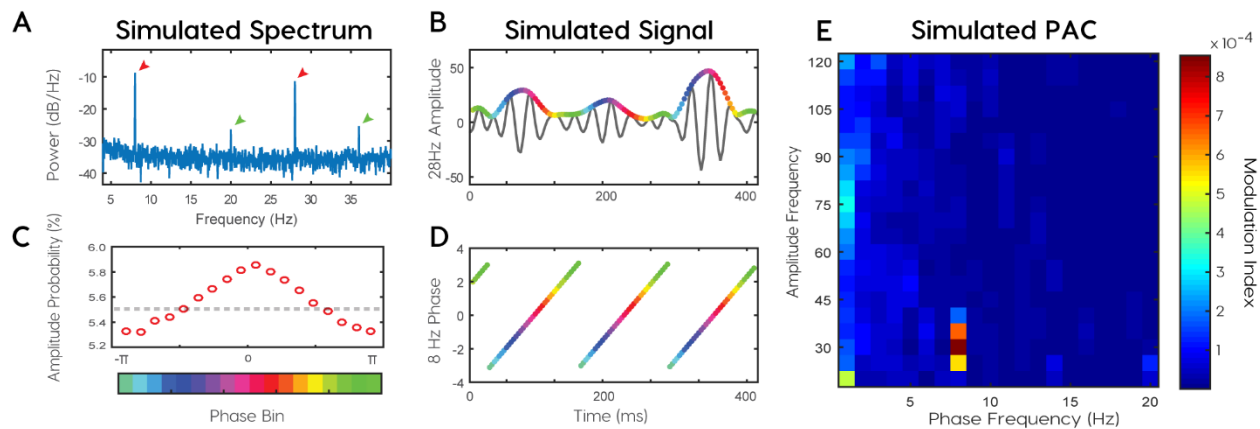 A
Simulated Spectrum
Power (dB/Hz)
-10
-20
-30
-40
5
10
15
20
25
30
35
Frequency (Hz)
B
Simulated Signal
28Hz Amplitude
50
0
-50
0
200
400
C
Amplitude Probability (%)
6.0
5.8
5.6
5.4
5.2
-π
0
π
Phase Bin
D
8 Hz Phase
4
2
0
-2
-4
0
200
400
Time (ms)
E
Simulated PAC
Amplitude Frequency
120
105
90
75
60
45
30
5
10
15
20
Phase Frequency (Hz)
×10⁻⁴
8
7
6
5
4
3
2
1
Modulation Index